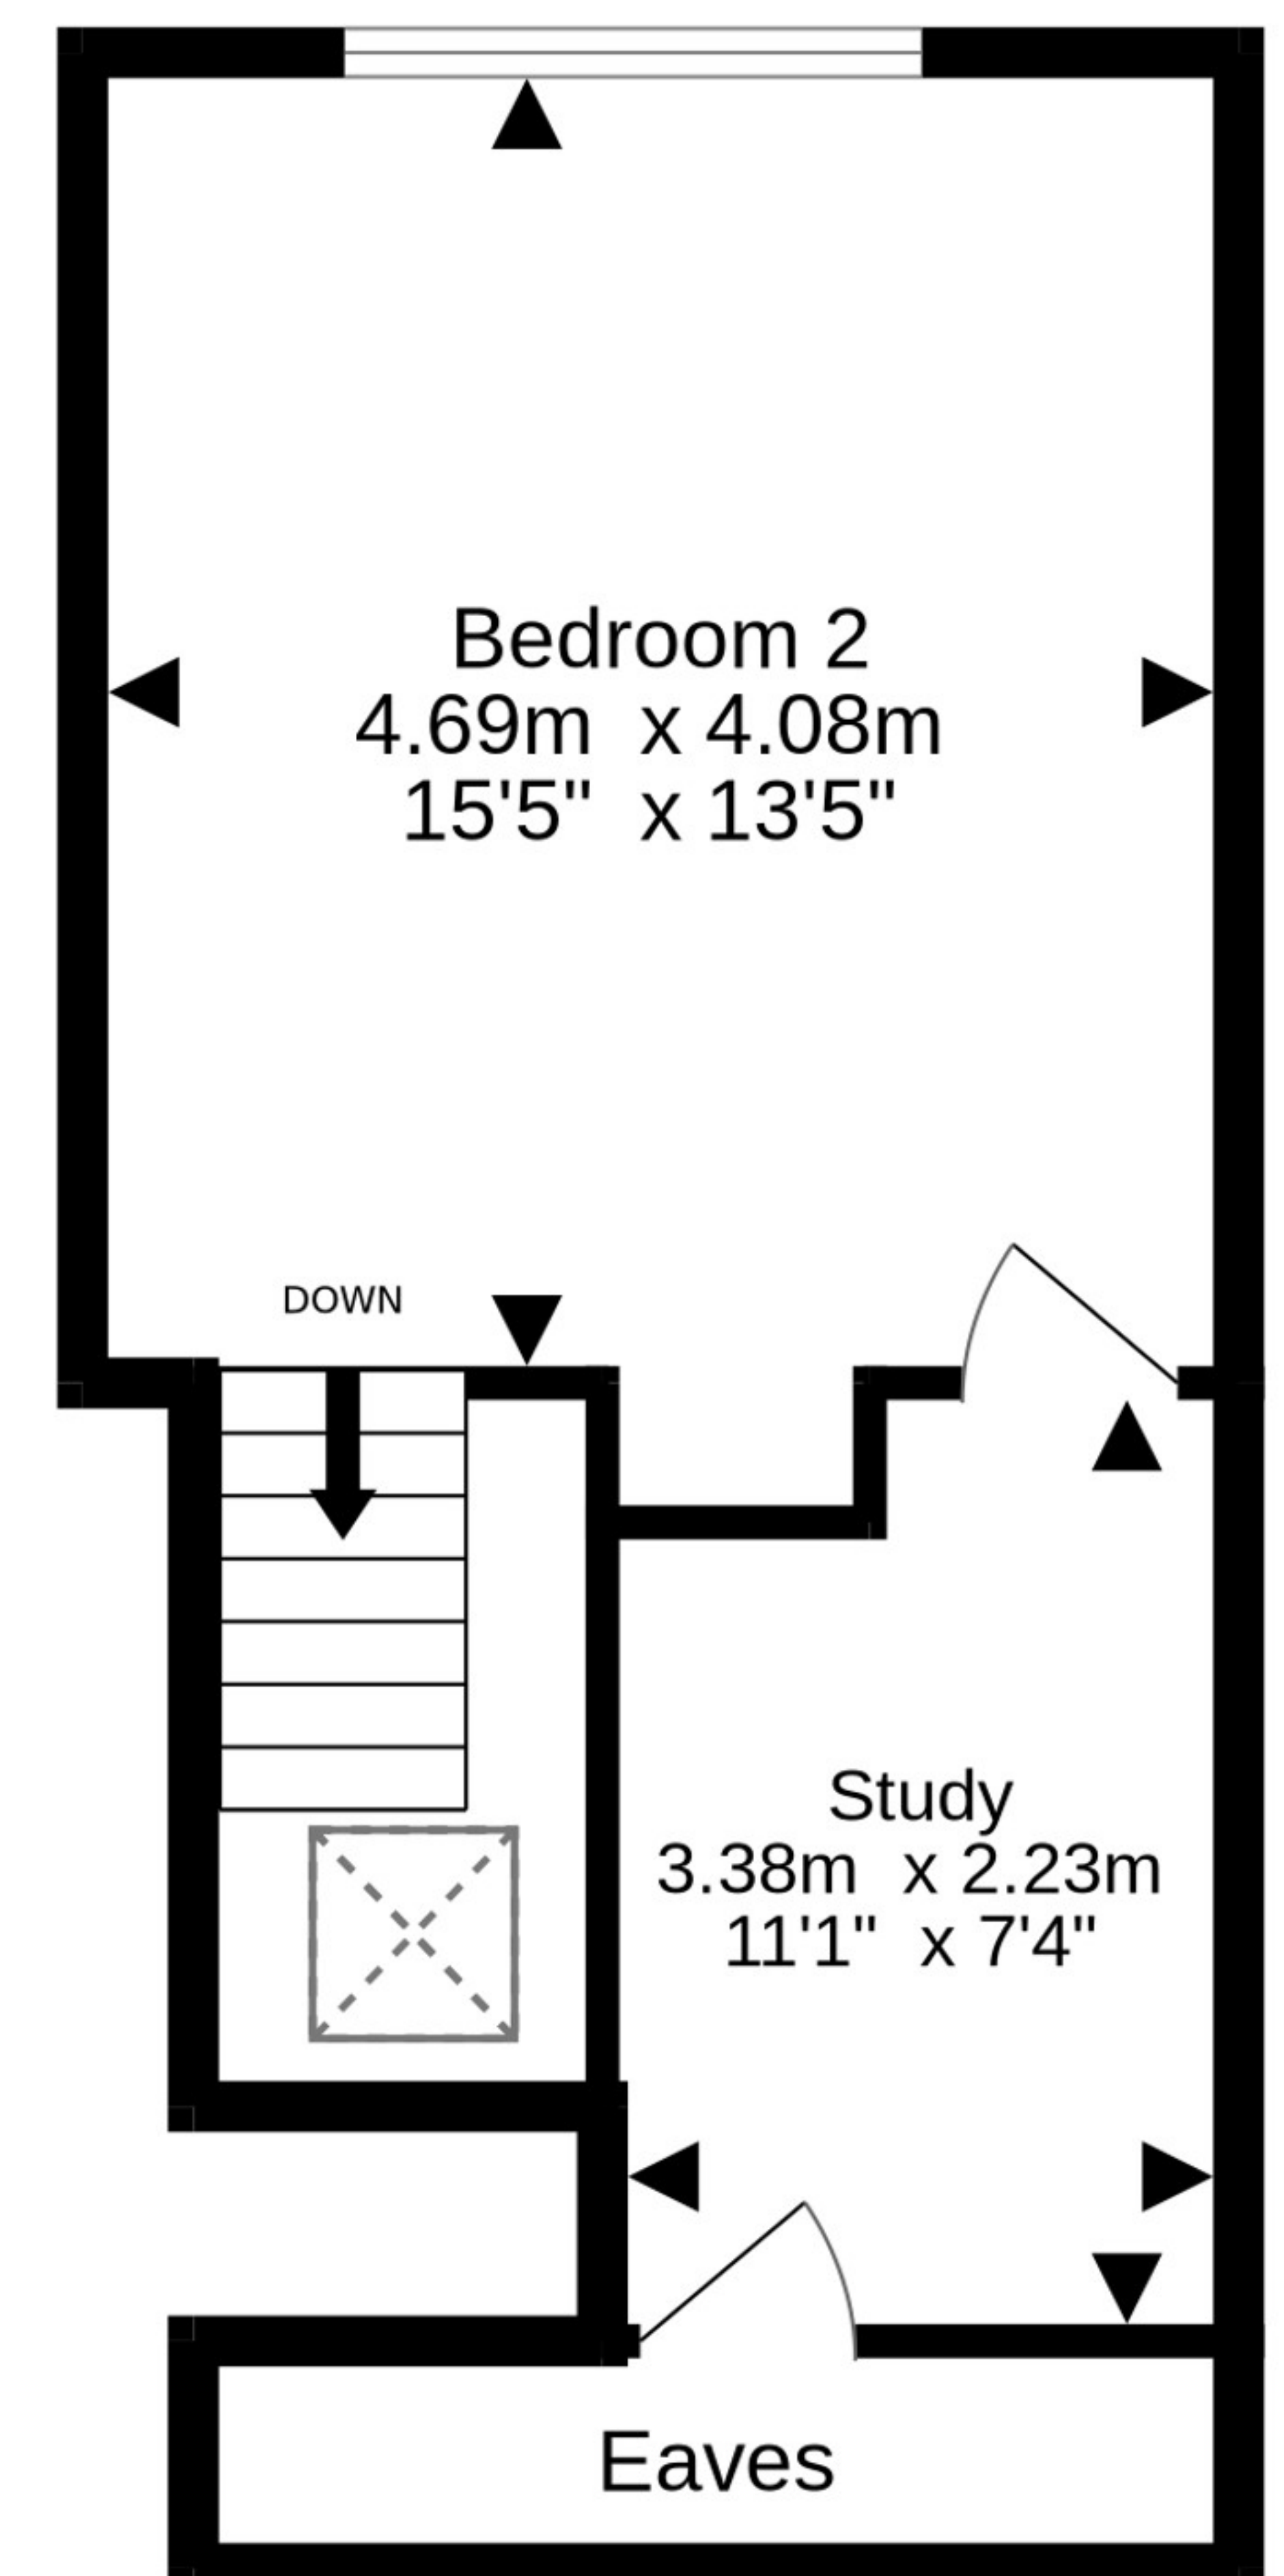 Bedroom 2
4.69m x 4.08m
15'5" x 13'5"
DOWN
Study
3.38m x 2.23m
11'1" x 7'4"
Eaves